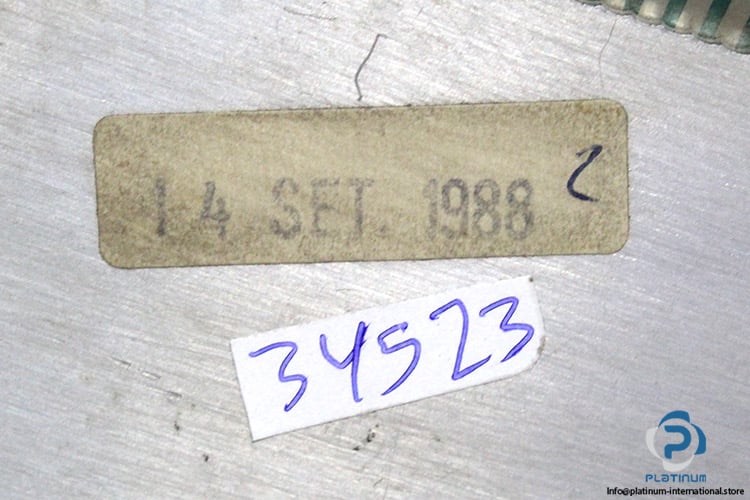 14 SET. 1988 2
34523
PLATINUM
Info@platinum-international.store